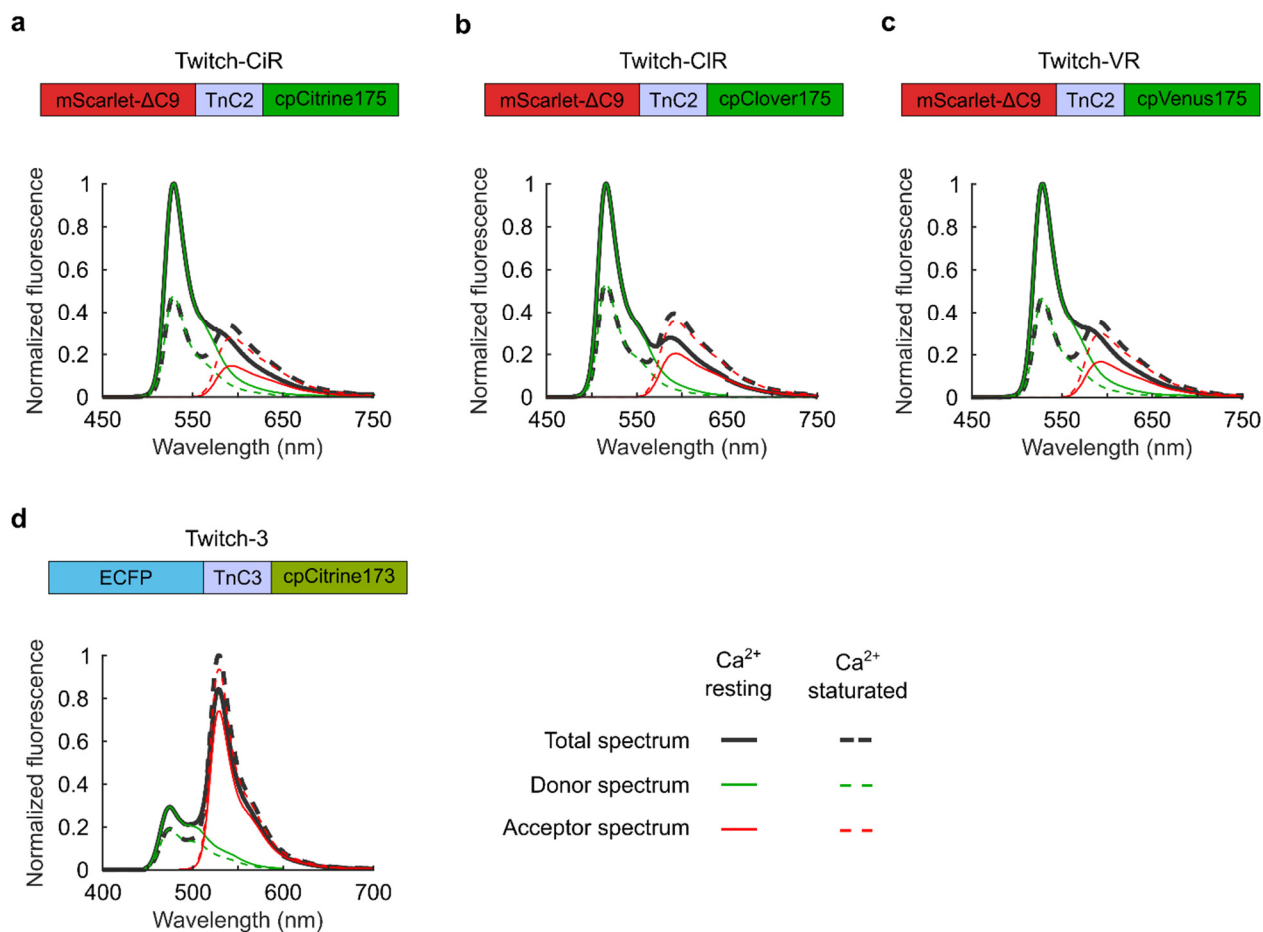 a
Twitch-CiR
mScarlet-ΔC9 TnC2 cpCitrine175
Normalized fluorescence
1
0.8
0.6
0.4
0.2
0
450 550 650 750
Wavelength (nm)
b
Twitch-ClR
mScarlet-ΔC9 TnC2 cpClover175
Normalized fluorescence
1
0.8
0.6
0.4
0.2
0
450 550 650 750
Wavelength (nm)
c
Twitch-VR
mScarlet-ΔC9 TnC2 cpVenus175
Normalized fluorescence
1
0.8
0.6
0.4
0.2
0
450 550 650 750
Wavelength (nm)
d
Twitch-3
ECFP TnC3 cpCitrine173
Normalized fluorescence
1
0.8
0.6
0.4
0.2
0
400 500 600 700
Wavelength (nm)
Ca²⁺ Ca²⁺
resting staturated
Total spectrum
Donor spectrum
Acceptor spectrum